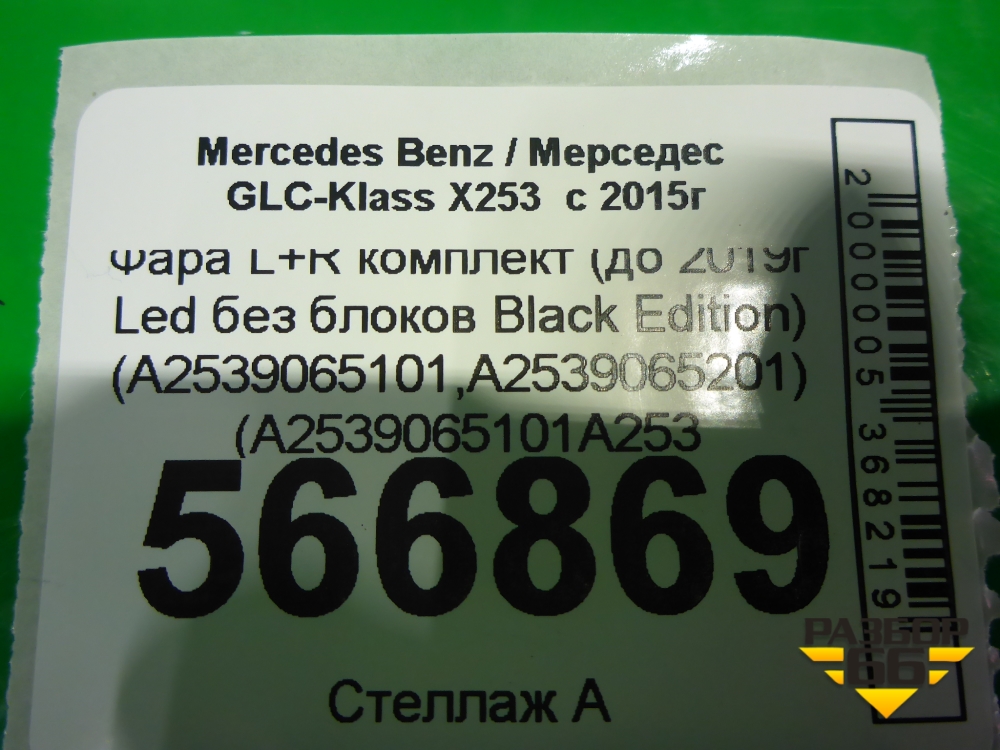 Mercedes Benz / Мерседес
GLC-Klass X253 с 2015г
Фара L+R комплект (до 2019г
Led без блоков Black Edition)
(A2539065101,A2539065201)
(A2539065101A253
566869
Стеллаж А
2000005368219
РАЗБОР
66